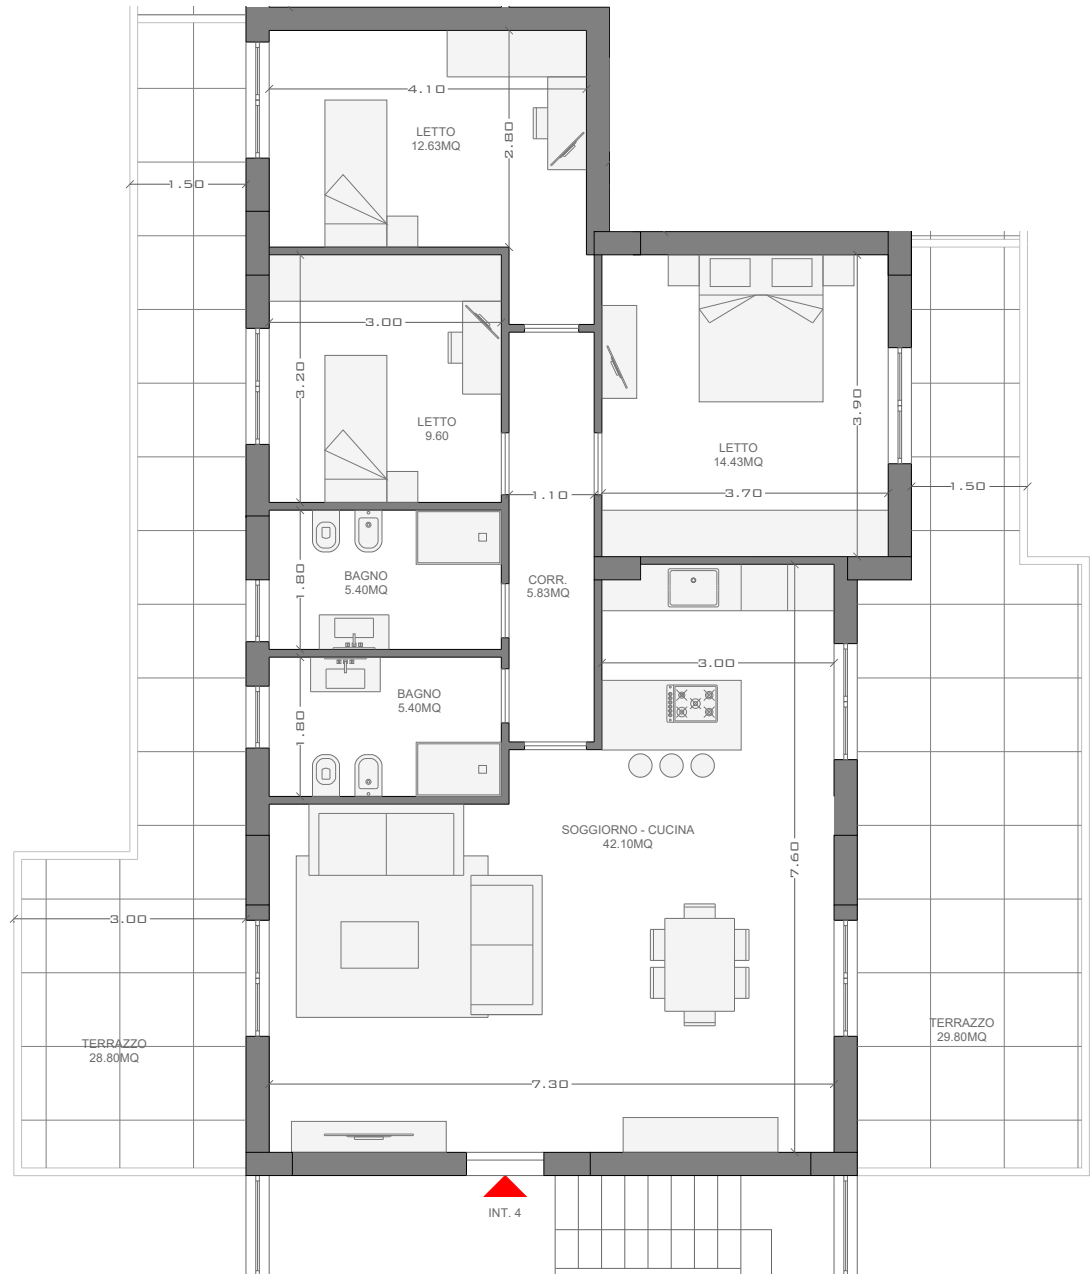 4.10
LETTO
12.63MQ
2.80
1.50
3.00
3.20
LETTO
9.60
3.90
LETTO
14.43MQ
1.10
3.70
1.50
BAGNO
5.40MQ
1.80
CORR.
5.83MQ
3.00
BAGNO
5.40MQ
1.80
SOGGIORNO - CUCINA
42.10MQ
7.60
3.00
TERRAZZO
28.80MQ
TERRAZZO
29.80MQ
7.30
INT. 4